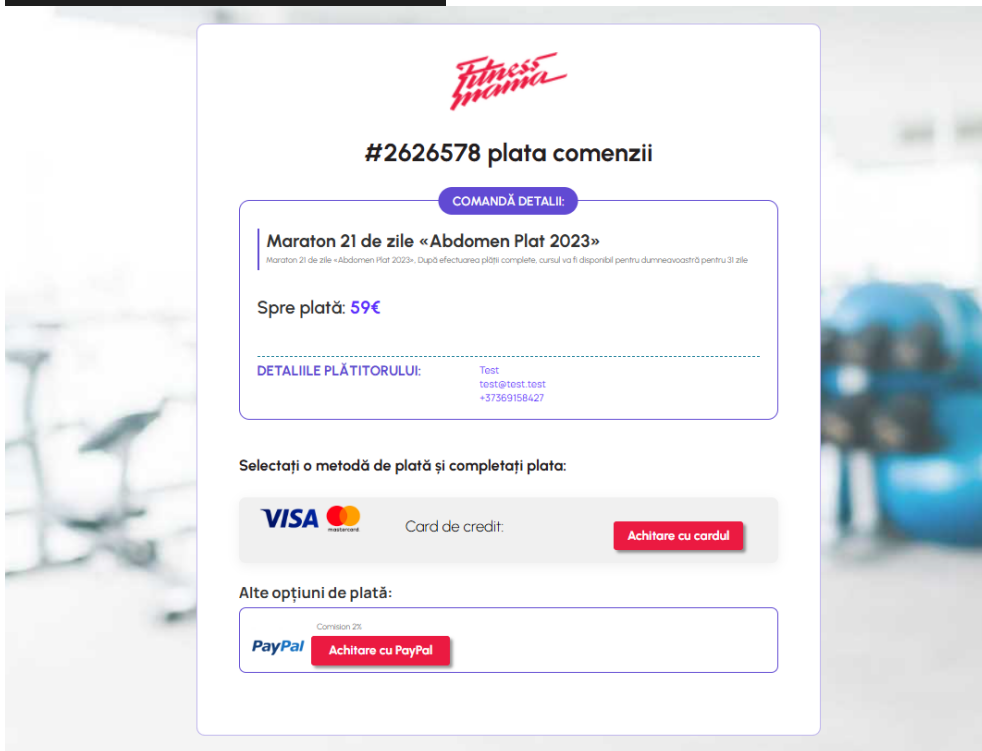 Fitness
mama
#2626578 plata comenzii
COMANDĂ DETALII:
Maraton 21 de zile «Abdomen Plat 2023»
Maraton 21 de zile «Abdomen Plat 2023», După efectuarea plății complete, cursul va fi disponibil pentru dumneavoastră pentru 31 zile
Spre plată: 59€
DETALIILE PLĂTITORULUI:
Test
test@test.test
+37369158427
Selectați o metodă de plată și completați plata:
VISA mastercard Card de credit: Achitare cu cardul
Alte opțiuni de plată:
Comision 2%
PayPal Achitare cu PayPal